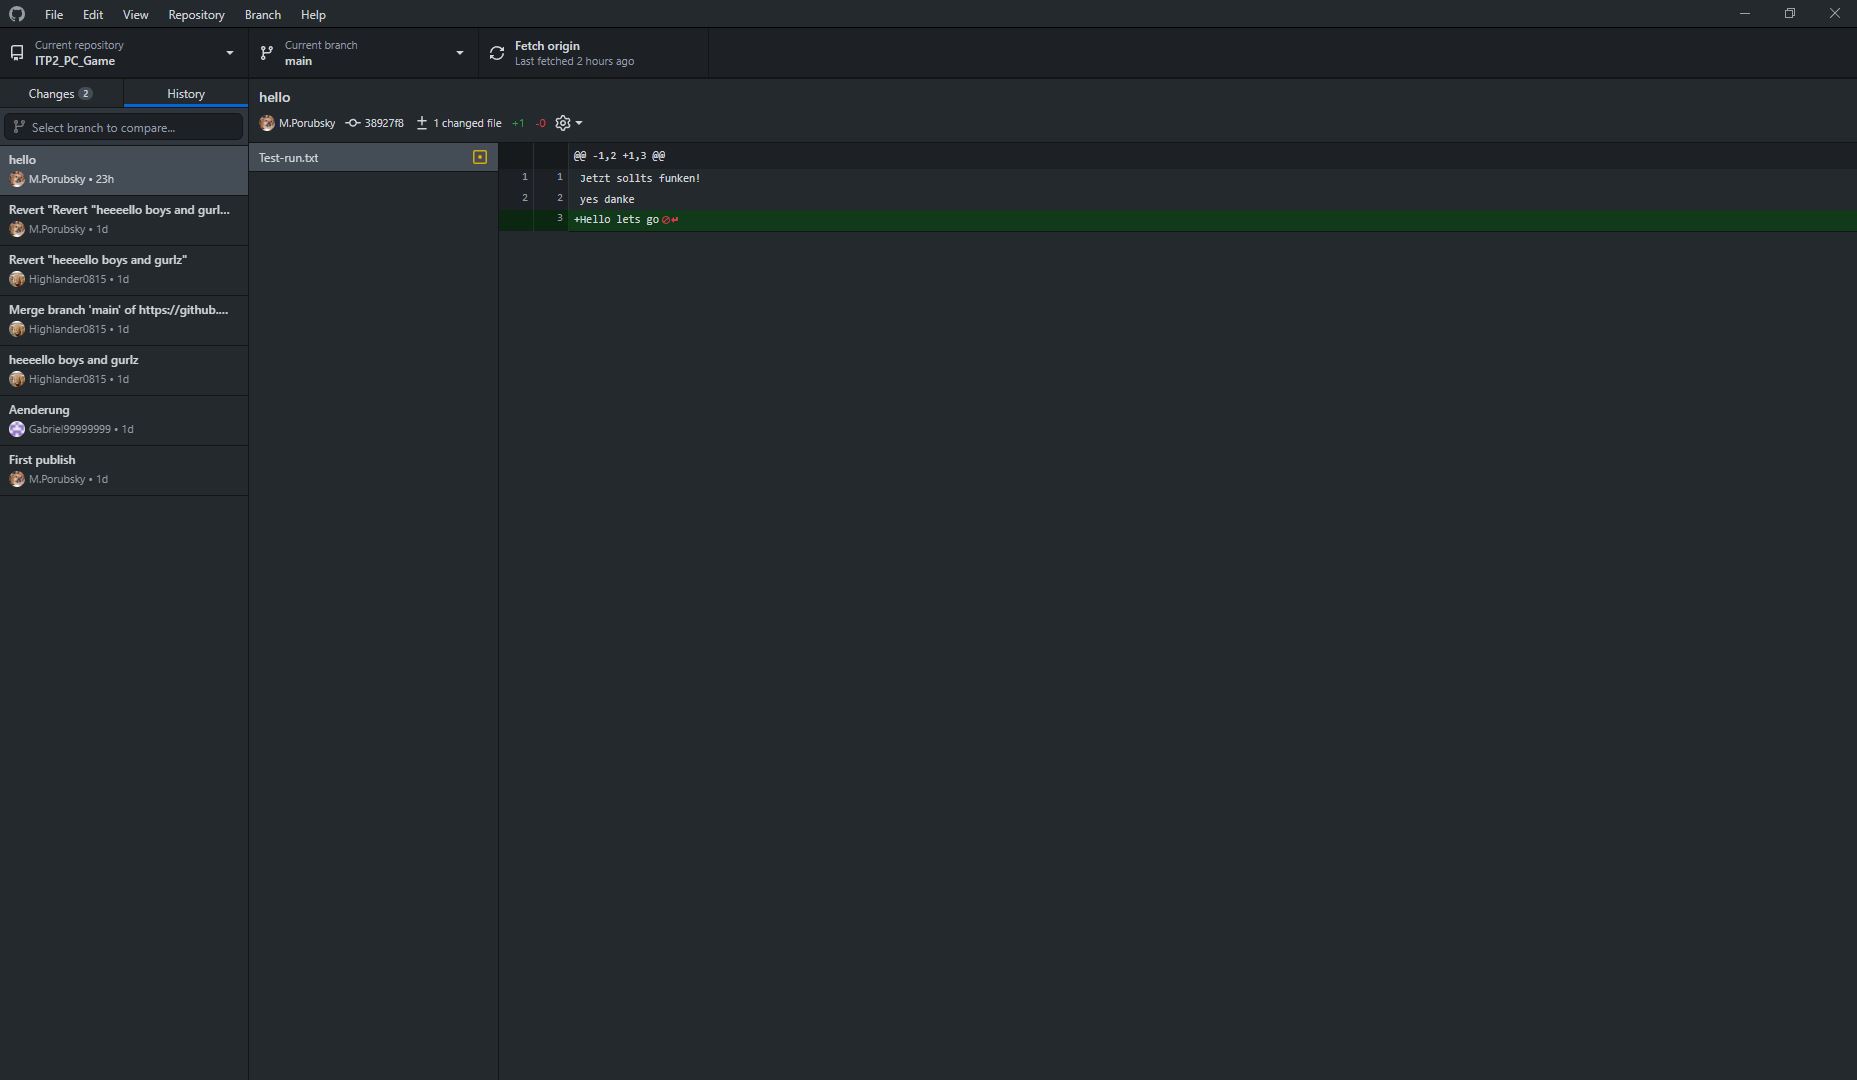 File Edit View Repository Branch Help
Current repository
ITP2_PC_Game
Current branch
main
Fetch origin
Last fetched 2 hours ago
Changes 2
History
Select branch to compare...
hello
M.Porubsky • 23h
Revert "Revert "heeeello boys and gurl...
M.Porubsky • 1d
Revert "heeeello boys and gurlz"
Highlander0815 • 1d
Merge branch 'main' of https://github....
Highlander0815 • 1d
heeeello boys and gurlz
Highlander0815 • 1d
Aenderung
Gabriel99999999 • 1d
First publish
M.Porubsky • 1d
hello
M.Porubsky 38927f8 1 changed file +1 -0
Test-run.txt
@@ -1,2 +1,3 @@
1 1 Jetzt sollts funken!
2 2 yes danke
3 +Hello lets go